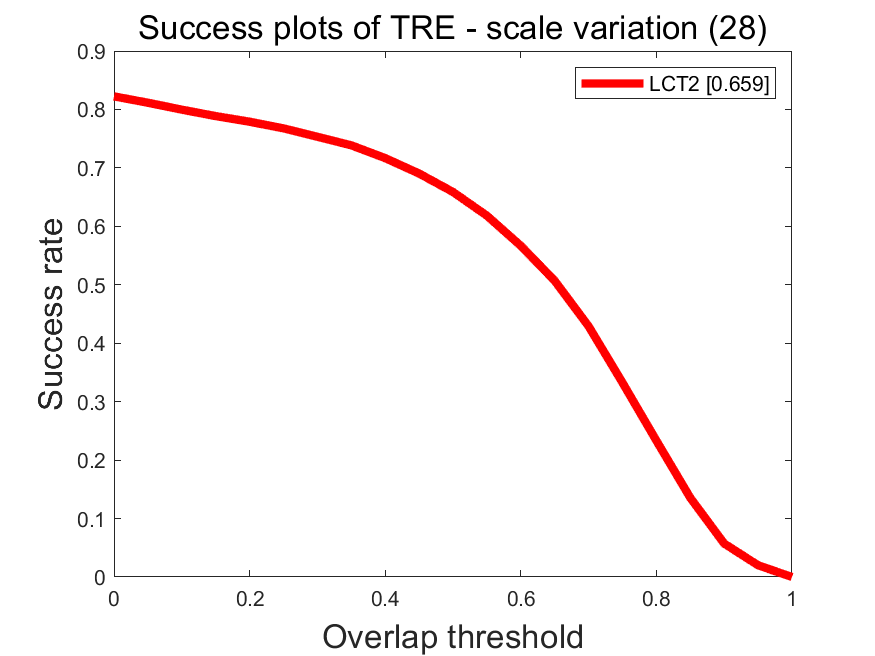 Success plots of TRE - scale variation (28)
LCT2 [0.659]
0.9
0.8
0.7
0.6
0.5
0.4
0.3
0.2
0.1
0
Success rate
0 0.2 0.4 0.6 0.8 1
Overlap threshold